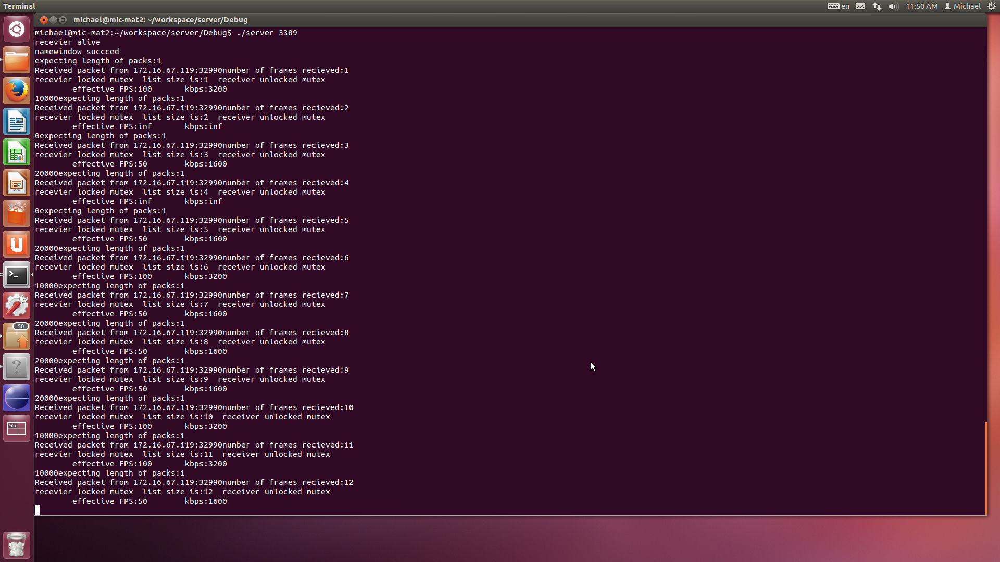 Terminal
en
11:50 AM
Michael
michael@mic-mat2: ~/workspace/server/Debug
michael@mic-mat2:~/workspace/server/Debug$ ./server 3389
recevier alive
namewindow succced
expecting length of packs:1
Received packet from 172.16.67.119:32990number of frames recieved:1
recevier locked mutex  list size is:1  receiver unlocked mutex
        effective FPS:100       kbps:3200
10000expecting length of packs:1
Received packet from 172.16.67.119:32990number of frames recieved:2
recevier locked mutex  list size is:2  receiver unlocked mutex
        effective FPS:inf       kbps:inf
0expecting length of packs:1
Received packet from 172.16.67.119:32990number of frames recieved:3
recevier locked mutex  list size is:3  receiver unlocked mutex
        effective FPS:50        kbps:1600
20000expecting length of packs:1
Received packet from 172.16.67.119:32990number of frames recieved:4
recevier locked mutex  list size is:4  receiver unlocked mutex
        effective FPS:inf       kbps:inf
0expecting length of packs:1
Received packet from 172.16.67.119:32990number of frames recieved:5
recevier locked mutex  list size is:5  receiver unlocked mutex
        effective FPS:50        kbps:1600
20000expecting length of packs:1
Received packet from 172.16.67.119:32990number of frames recieved:6
recevier locked mutex  list size is:6  receiver unlocked mutex
        effective FPS:100       kbps:3200
10000expecting length of packs:1
Received packet from 172.16.67.119:32990number of frames recieved:7
recevier locked mutex  list size is:7  receiver unlocked mutex
        effective FPS:50        kbps:1600
20000expecting length of packs:1
Received packet from 172.16.67.119:32990number of frames recieved:8
recevier locked mutex  list size is:8  receiver unlocked mutex
        effective FPS:50        kbps:1600
20000expecting length of packs:1
Received packet from 172.16.67.119:32990number of frames recieved:9
recevier locked mutex  list size is:9  receiver unlocked mutex
        effective FPS:50        kbps:1600
20000expecting length of packs:1
Received packet from 172.16.67.119:32990number of frames recieved:10
recevier locked mutex  list size is:10  receiver unlocked mutex
        effective FPS:100       kbps:3200
10000expecting length of packs:1
Received packet from 172.16.67.119:32990number of frames recieved:11
recevier locked mutex  list size is:11  receiver unlocked mutex
        effective FPS:100       kbps:3200
10000expecting length of packs:1
Received packet from 172.16.67.119:32990number of frames recieved:12
recevier locked mutex  list size is:12  receiver unlocked mutex
        effective FPS:50        kbps:1600
50